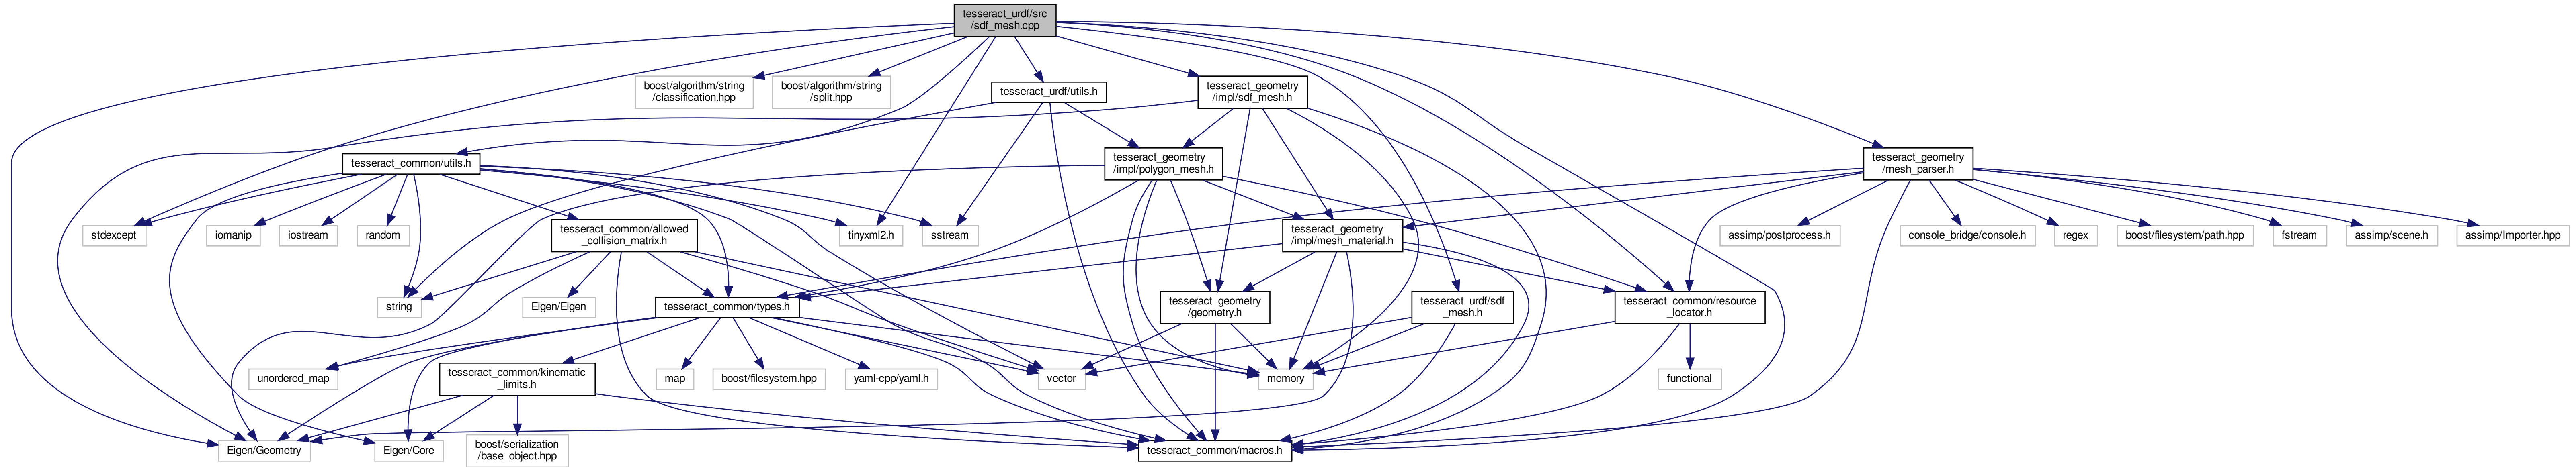 tesseract_urdf/src
/sdf_mesh.cpp
boost/algorithm/string
/classification.hpp
boost/algorithm/string
/split.hpp
tesseract_urdf/utils.h
tesseract_geometry
/impl/sdf_mesh.h
tesseract_common/utils.h
tesseract_geometry
/impl/polygon_mesh.h
tesseract_geometry
/mesh_parser.h
stdexcept
iomanip
iostream
random
tesseract_common/allowed
_collision_matrix.h
tinyxml2.h
sstream
tesseract_geometry
/impl/mesh_material.h
assimp/postprocess.h
console_bridge/console.h
regex
boost/filesystem/path.hpp
fstream
assimp/scene.h
assimp/Importer.hpp
string
Eigen/Eigen
tesseract_common/types.h
tesseract_geometry
/geometry.h
tesseract_urdf/sdf
_mesh.h
tesseract_common/resource
_locator.h
unordered_map
tesseract_common/kinematic
_limits.h
map
boost/filesystem.hpp
yaml-cpp/yaml.h
vector
memory
functional
Eigen/Geometry
Eigen/Core
boost/serialization
/base_object.hpp
tesseract_common/macros.h